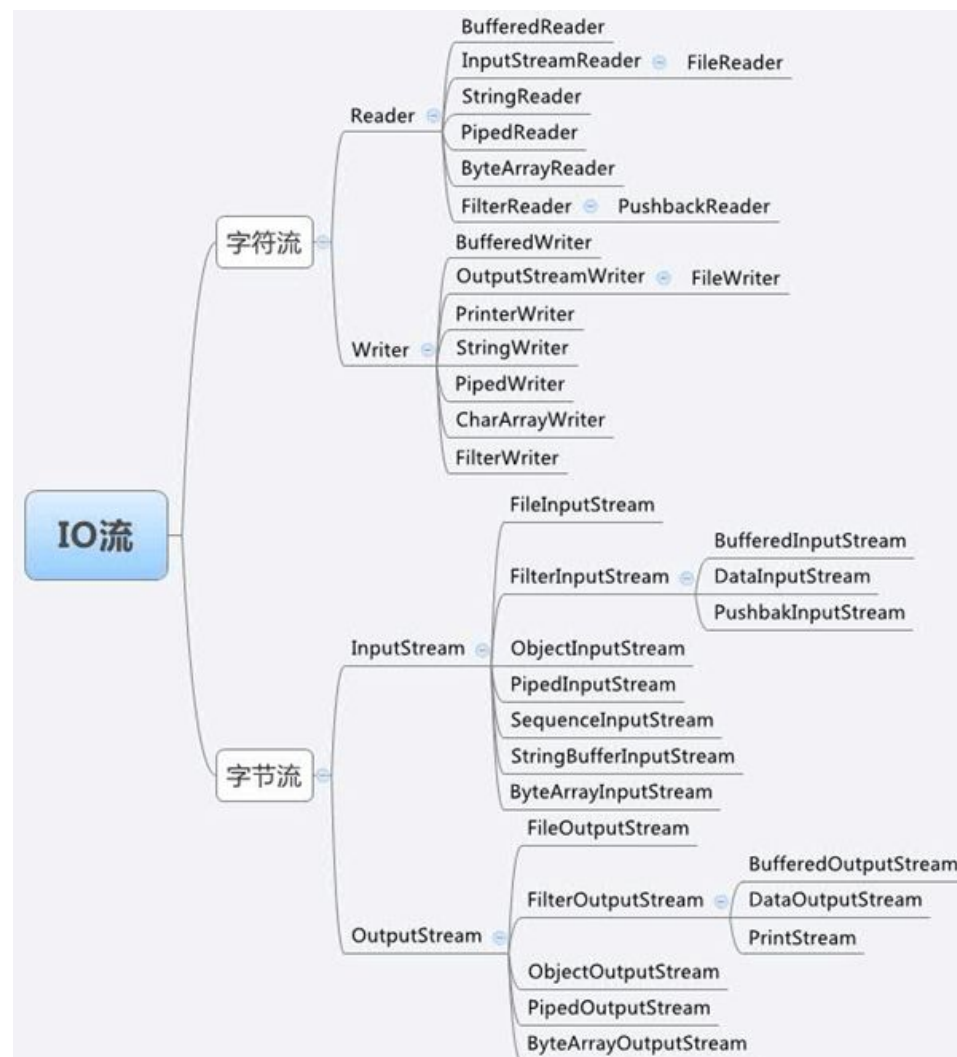 BufferedReader
InputStreamReader FileReader
StringReader
Reader
PipedReader
ByteArrayReader
FilterReader PushbackReader
字符流
BufferedWriter
OutputStreamWriter FileWriter
PrinterWriter
Writer
StringWriter
PipedWriter
CharArrayWriter
FilterWriter
IO流
FileInputStream
BufferedInputStream
FilterInputStream DataInputStream
PushbakInputStream
InputStream
ObjectInputStream
PipedInputStream
SequenceInputStream
StringBufferInputStream
字节流
ByteArrayInputStream
FileOutputStream
BufferedOutputStream
FilterOutputStream DataOutputStream
OutputStream
PrintStream
ObjectOutputStream
PipedOutputStream
ByteArrayOutputStream